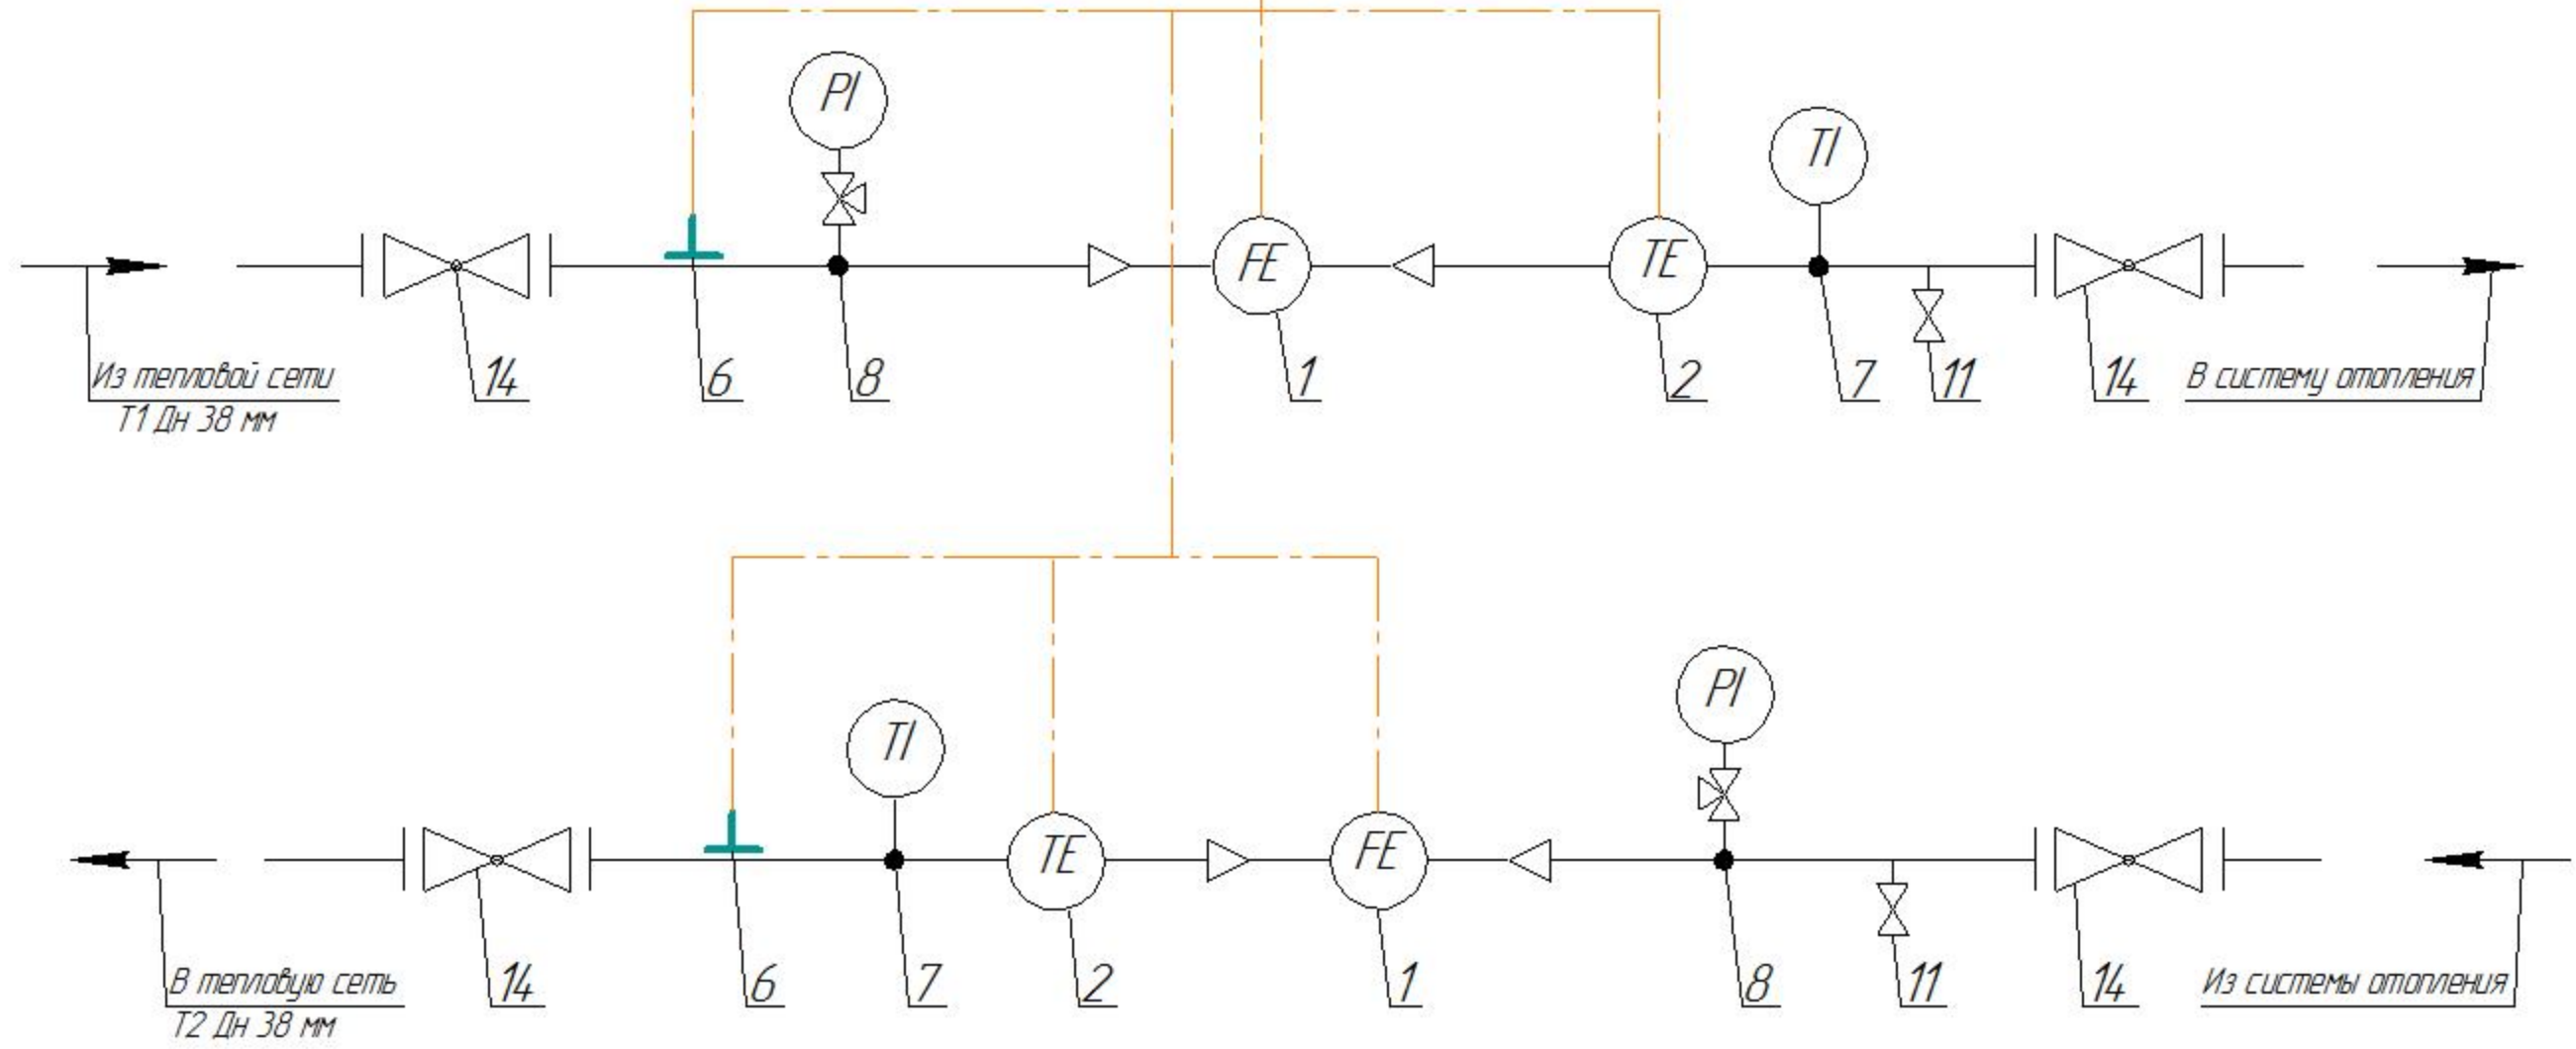 PI
TI
FE
TE
14
6
8
1
2
7
11
14
Из тепловой сети
Т1 Дн 38 мм
В систему отопления
PI
TI
TE
FE
14
6
7
2
1
8
11
14
В тепловую сеть
Т2 Дн 38 мм
Из системы отопления